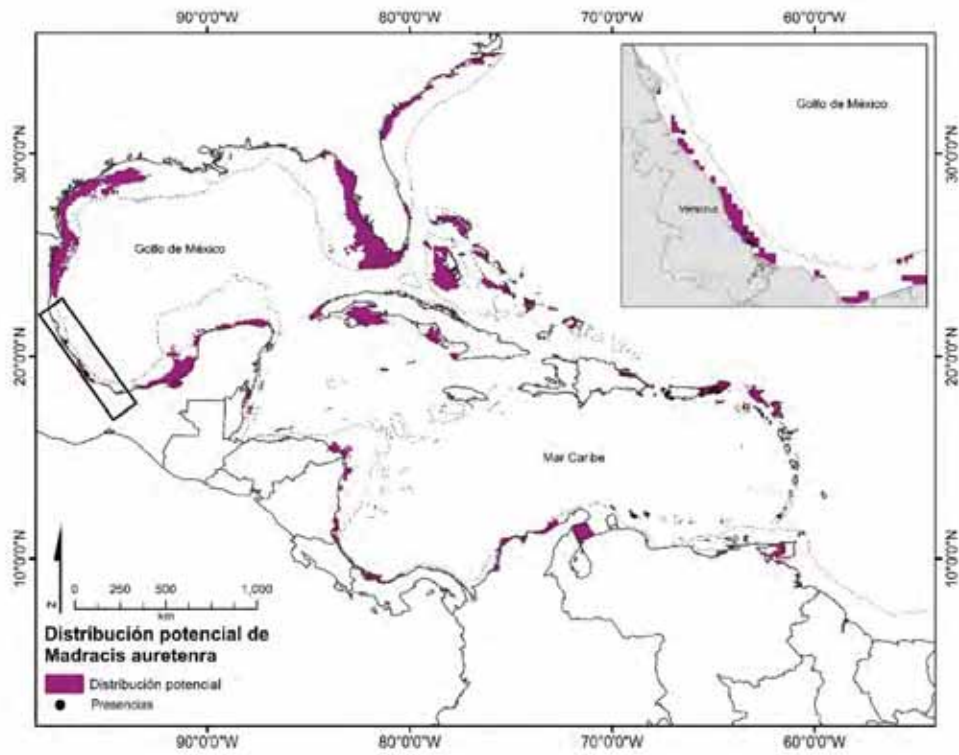 90°0'0"W 80°0'0"W 70°0'0"W 60°0'0"W
30°0'0"N
20°0'0"N
10°0'0"N
30°0'0"N
20°0'0"N
10°0'0"N
Golfo de México
Veracruz
Golfo de México
Mar Caribe
N
0 250 500 1,000
km
Distribución potencial de
Madracis auretenra
Distribución potencial
Presencias
90°0'0"W 80°0'0"W 70°0'0"W 60°0'0"W